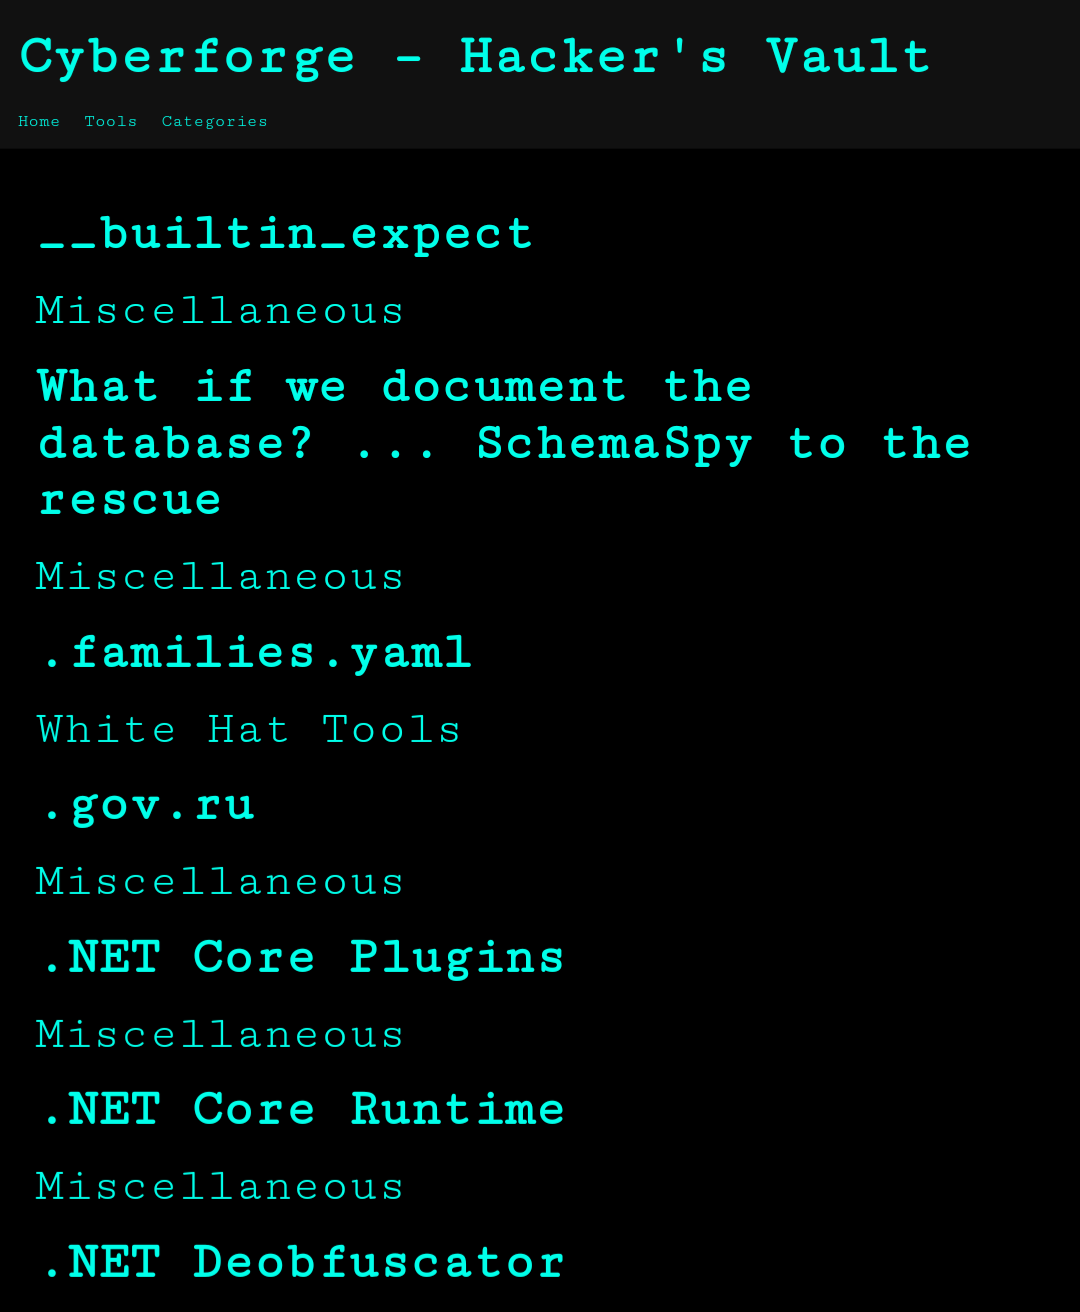 Cyberforge – Hacker's Vault
Home Tools Categories
__builtin_expect
Miscellaneous
What if we document the
database? ... SchemaSpy to the
rescue
Miscellaneous
.families.yaml
White Hat Tools
.gov.ru
Miscellaneous
.NET Core Plugins
Miscellaneous
.NET Core Runtime
Miscellaneous
.NET Deobfuscator